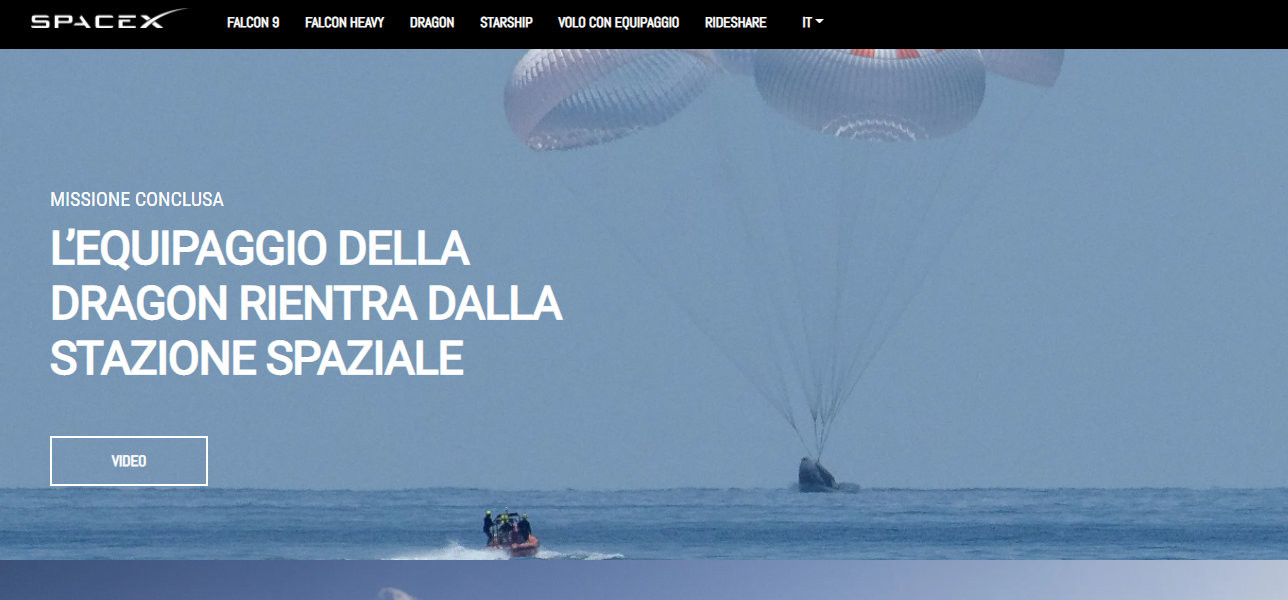 SPACEX
FALCON 9 FALCON HEAVY DRAGON STARSHIP VOLO CON EQUIPAGGIO RIDESHARE IT
MISSIONE CONCLUSA
L’EQUIPAGGIO DELLA
DRAGON RIENTRA DALLA
STAZIONE SPAZIALE
VIDEO